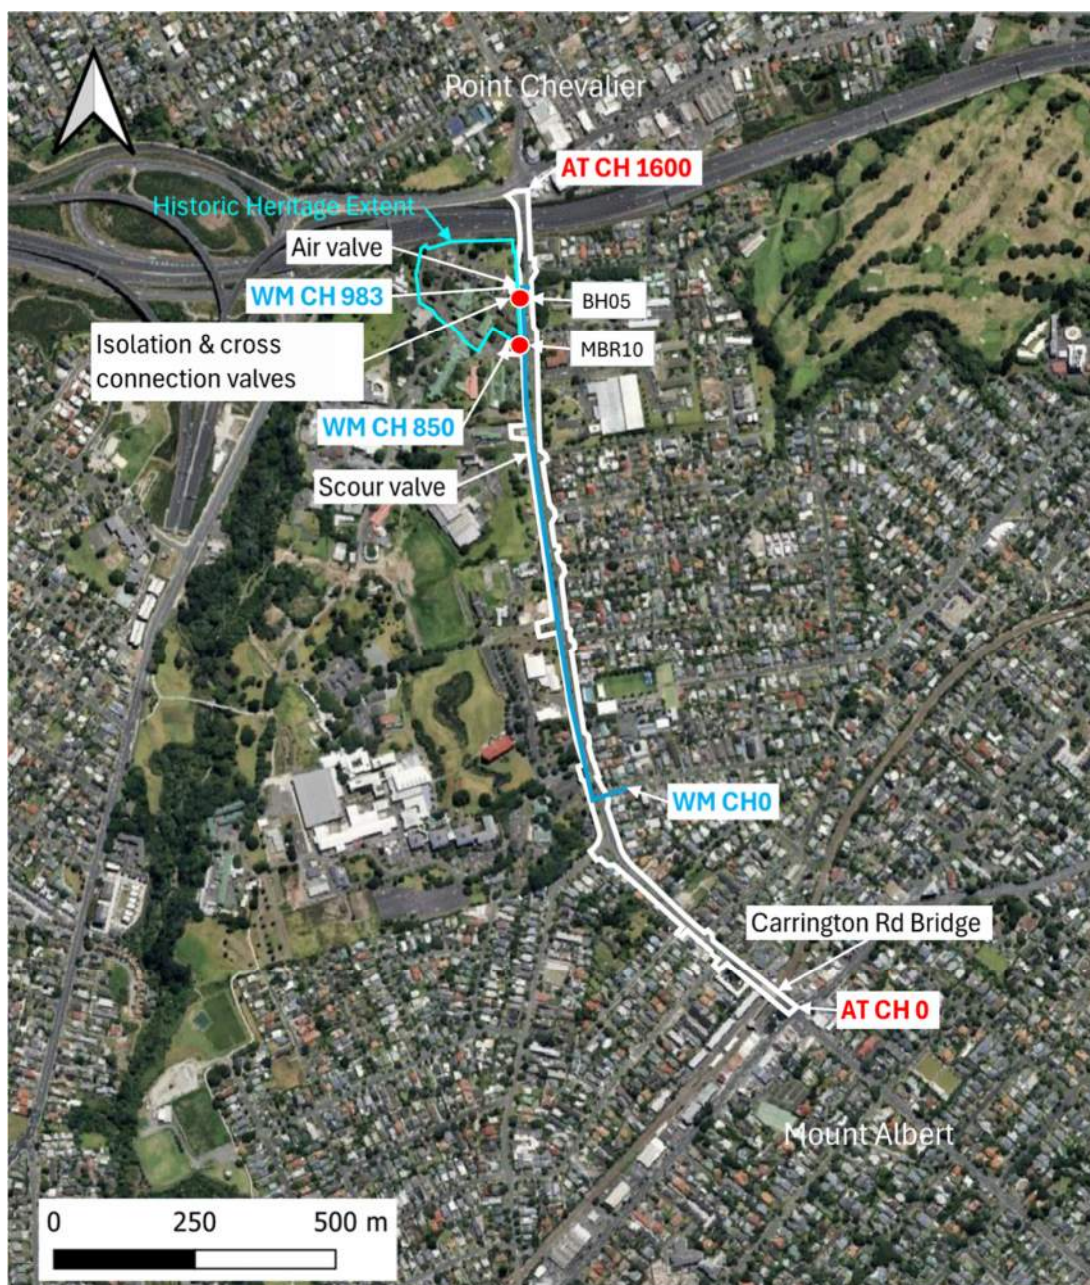 Point Chevalier
AT CH 1600
Historic Heritage Extent
Air valve
WM CH 983
BH05
Isolation & cross
connection valves
MBR10
WM CH 850
Scour valve
WM CH0
Carrington Rd Bridge
AT CH 0
Mount Albert
0 250 500 m